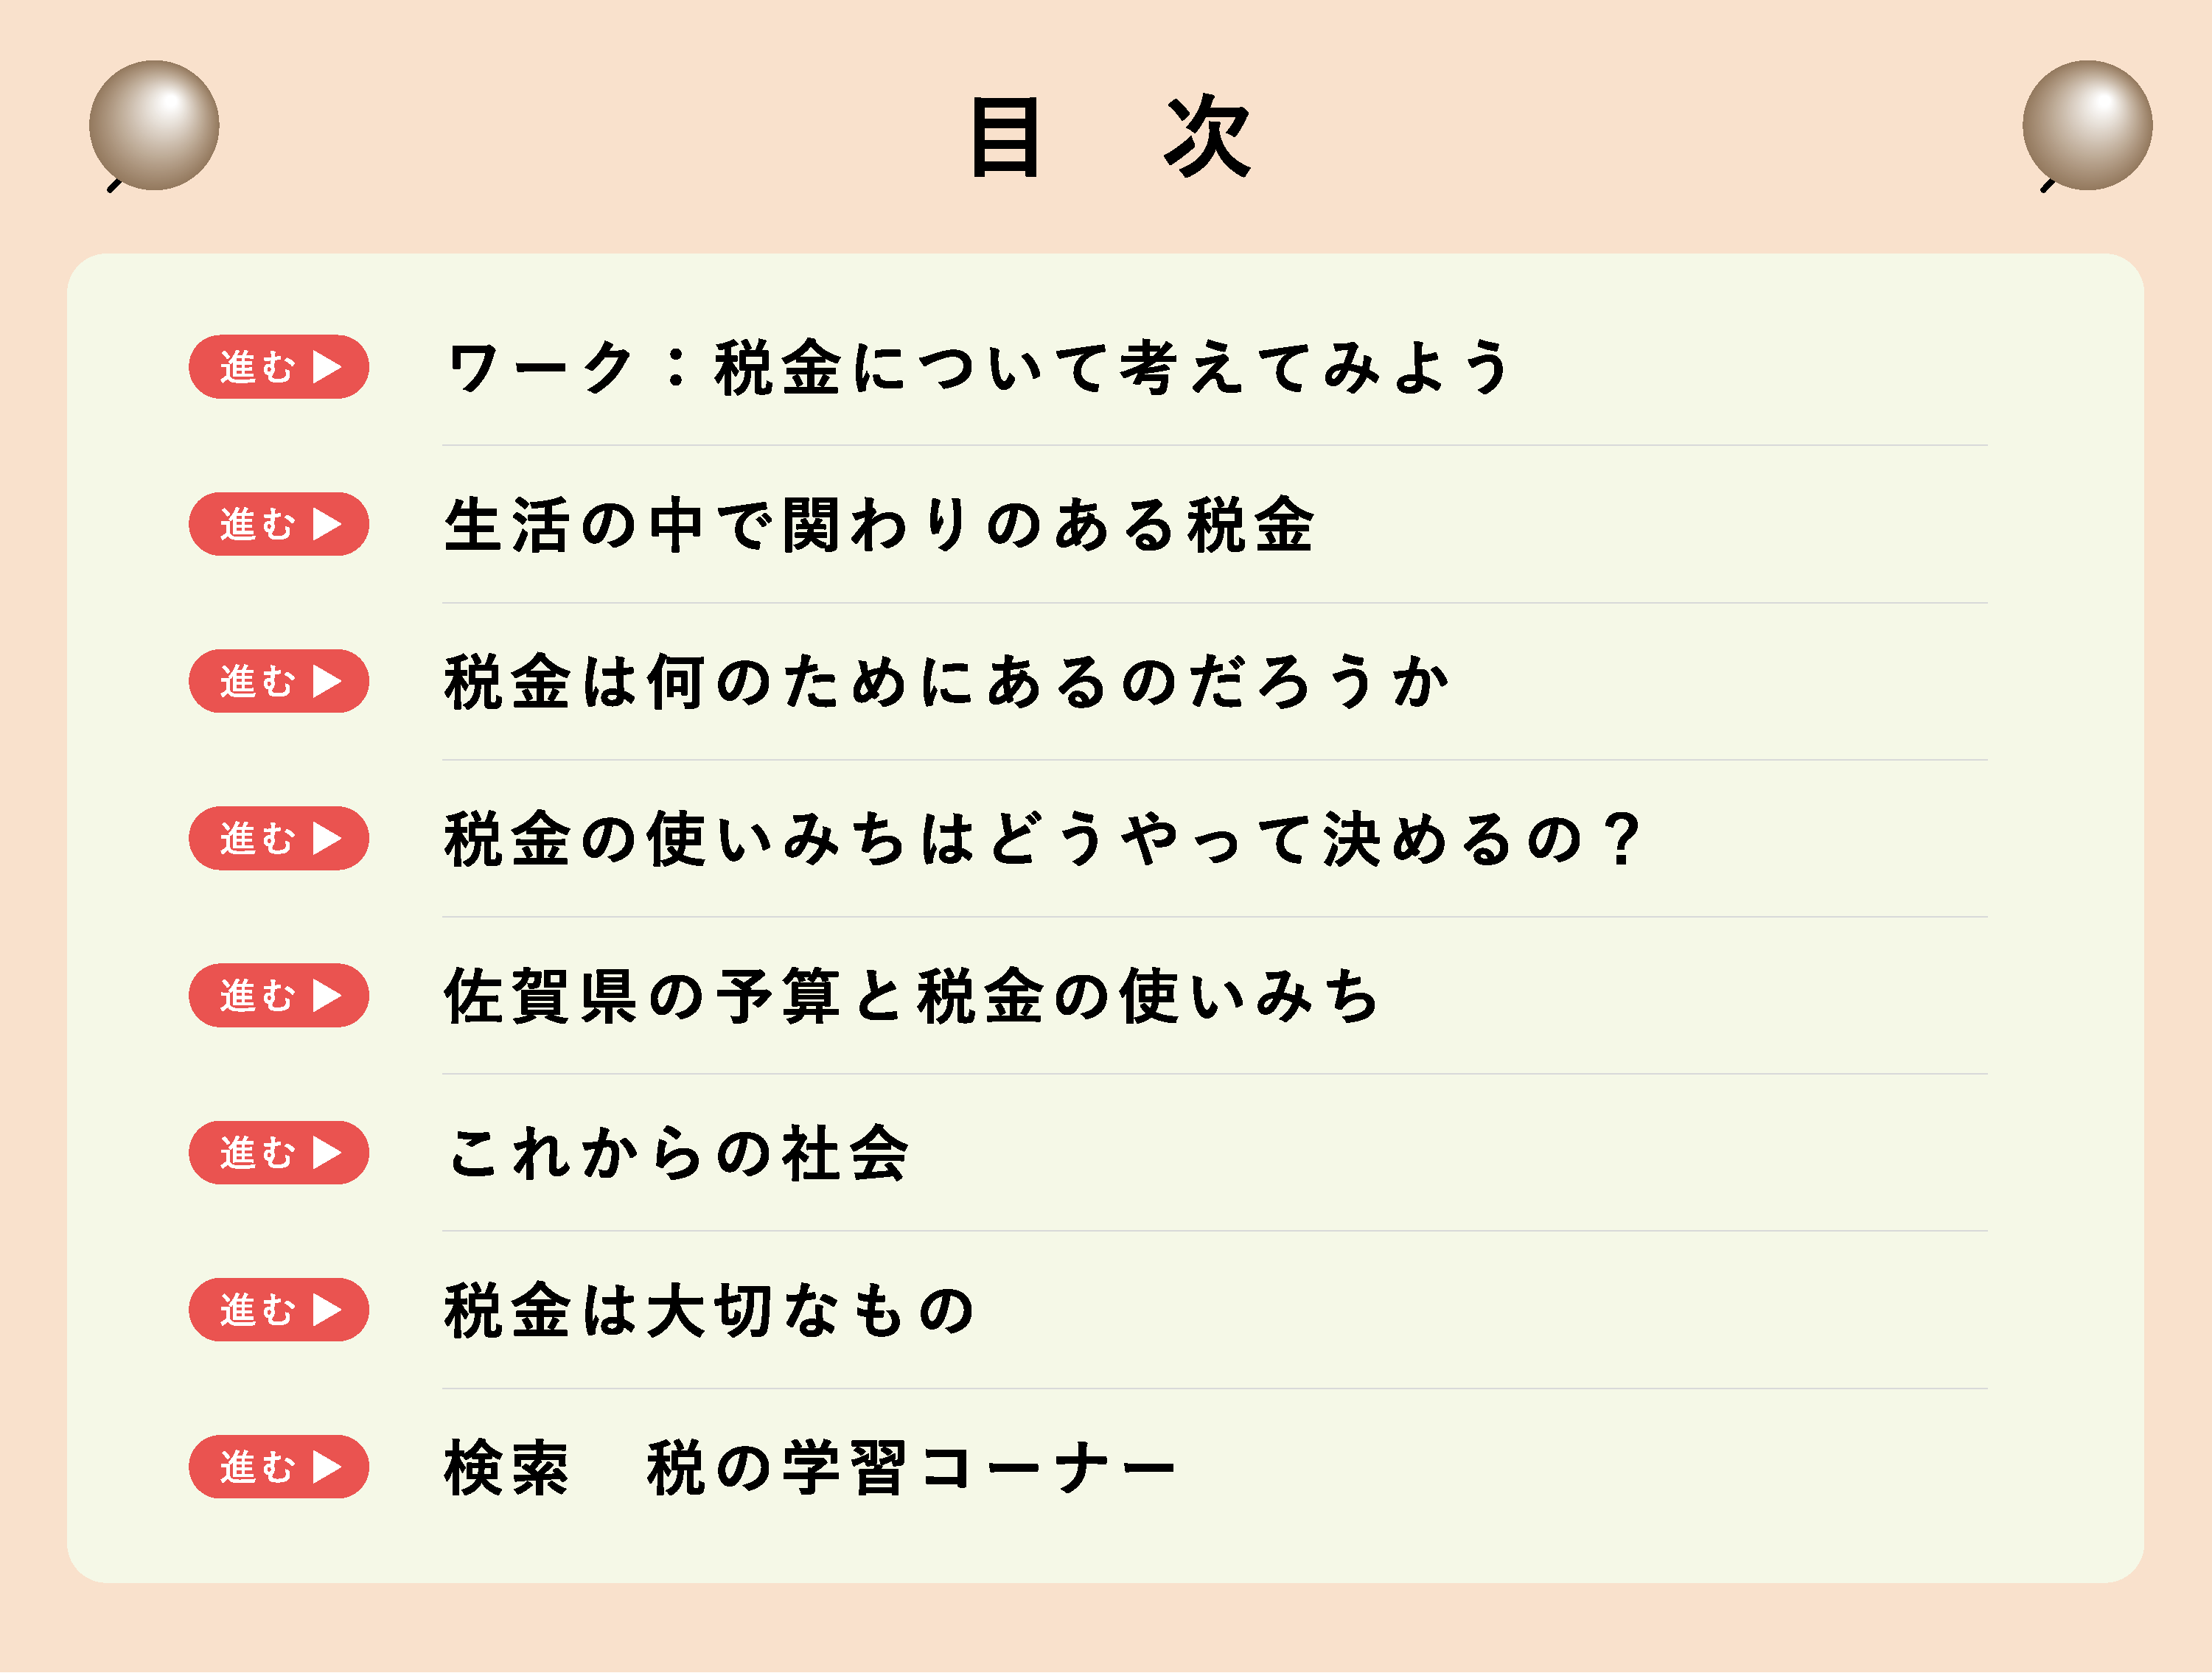 目　次
進む▶ ワーク：税金について考えてみよう
進む▶ 生活の中で関わりのある税金
進む▶ 税金は何のためにあるのだろうか
進む▶ 税金の使いみちはどうやって決めるの？
進む▶ 佐賀県の予算と税金の使いみち
進む▶ これからの社会
進む▶ 税金は大切なもの
進む▶ 検索　税の学習コーナー